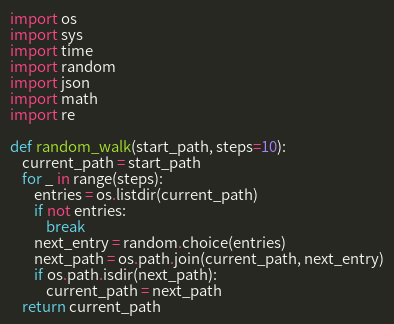 import os
import sys
import time
import random
import json
import math
import re

def random_walk(start_path, steps=10):
    current_path = start_path
    for _ in range(steps):
        entries = os.listdir(current_path)
        if not entries:
            break
        next_entry = random.choice(entries)
        next_path = os.path.join(current_path, next_entry)
        if os.path.isdir(next_path):
            current_path = next_path
    return current_path